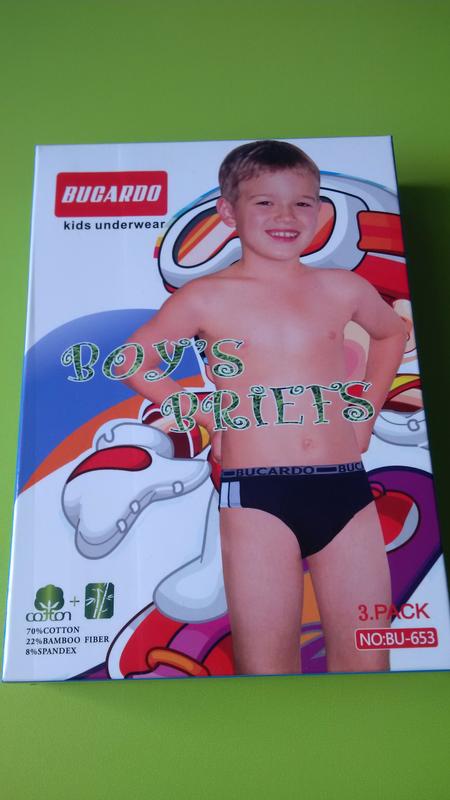 BUCARDO
kids underwear
BOY'S
BRIEFS
BUCARDO BUC
cotton + 
70%COTTON
22%BAMBOO FIBER
8%SPANDEX
3.PACK
NO:BU-653